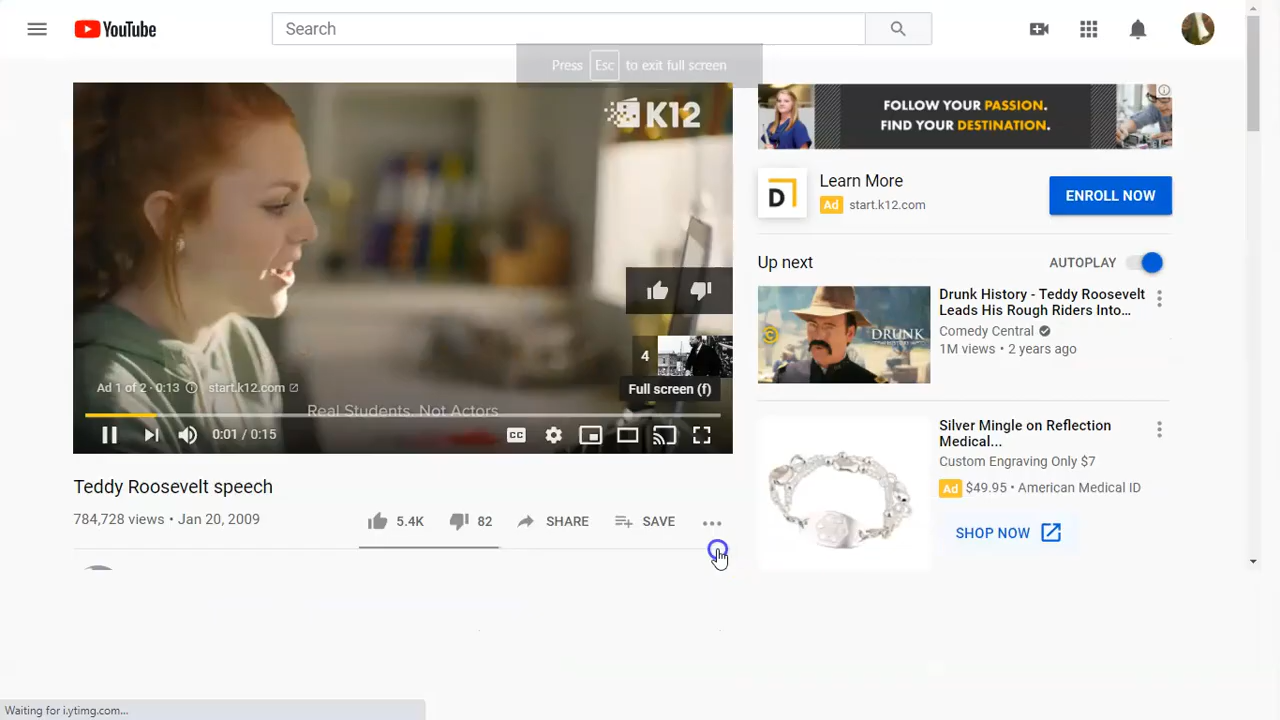 YouTube
Search
Press Esc to exit full screen
K12
4
Full screen (f)
Ad 1 of 2 · 0:13 start.k12.com
Real Students. Not Actors
CC
0:01 / 0:15
Teddy Roosevelt speech
784,728 views • Jan 20, 2009
5.4K
82
SHARE
SAVE
FOLLOW YOUR PASSION.
FIND YOUR DESTINATION.
D
Learn More
Ad start.k12.com
ENROLL NOW
Up next
AUTOPLAY
DRUNK
Drunk History - Teddy Roosevelt
Leads His Rough Riders Into...
Comedy Central
1M views • 2 years ago
Silver Mingle on Reflection
Medical...
Custom Engraving Only $7
Ad $49.95 • American Medical ID
SHOP NOW
Waiting for i.ytimg.com...